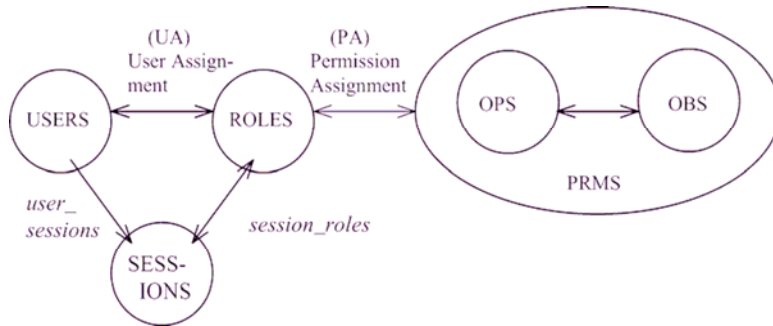 (UA)
User Assign-
ment
(PA)
Permission
Assignment
USERS
ROLES
OPS
OBS
PRMS
user_
sessions
session_roles
SESS-
IONS